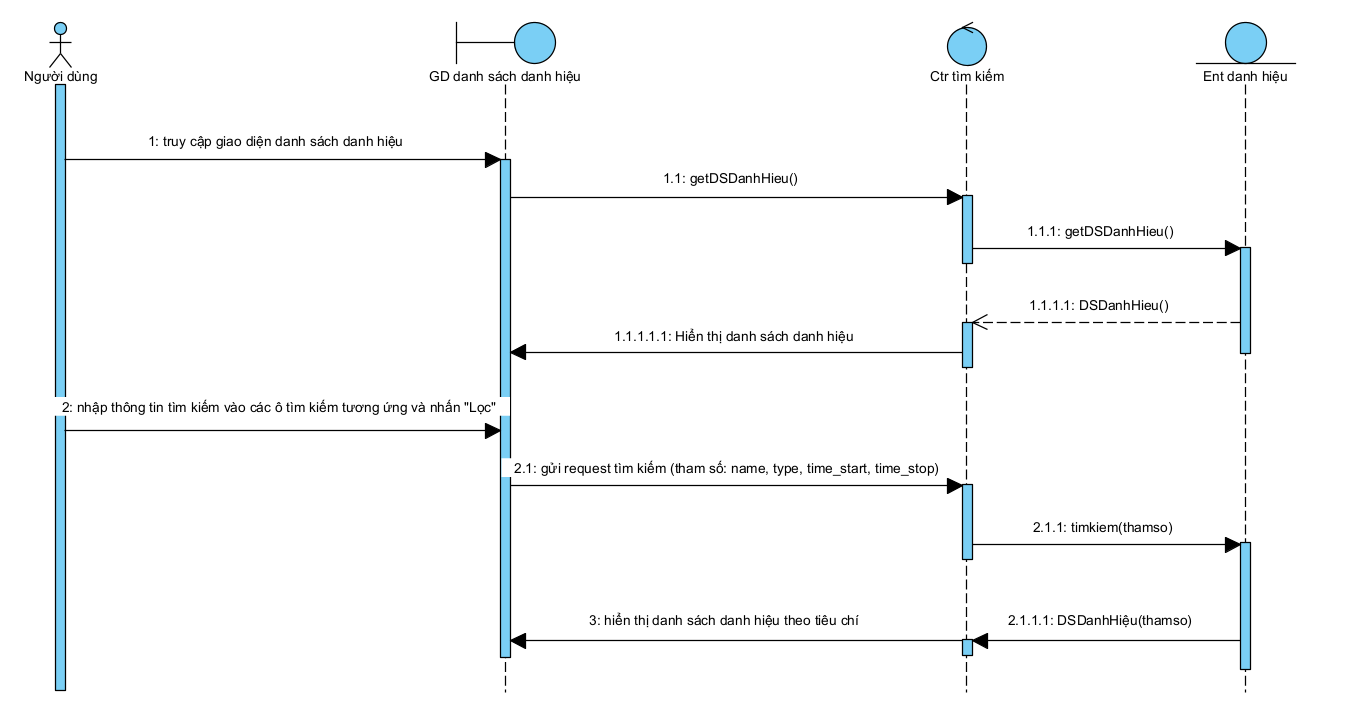 Người dùng
GD danh sách danh hiệu
Ctr tìm kiếm
Ent danh hiệu
1: truy cập giao diện danh sách danh hiệu
1.1: getDSDanhHieu()
1.1.1: getDSDanhHieu()
1.1.1.1: DSDanhHieu()
1.1.1.1.1: Hiển thị danh sách danh hiệu
2: nhập thông tin tìm kiếm vào các ô tìm kiếm tương ứng và nhấn "Lọc"
2.1: gửi request tìm kiếm (tham số: name, type, time_start, time_stop)
2.1.1: timkiem(thamso)
2.1.1.1: DSDanhHiệu(thamso)
3: hiển thị danh sách danh hiệu theo tiêu chí